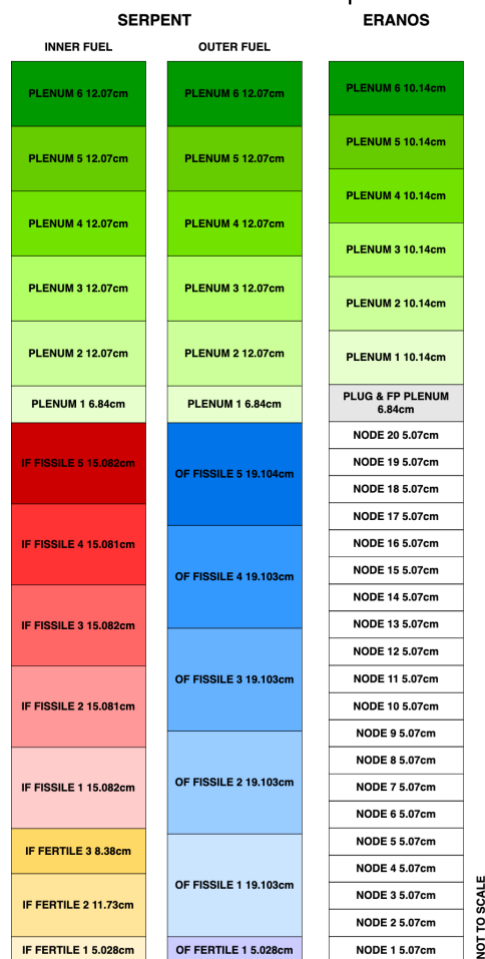 SERPENT
ERANOS
INNER FUEL
OUTER FUEL
PLENUM 6 12.07cm
PLENUM 5 12.07cm
PLENUM 4 12.07cm
PLENUM 3 12.07cm
PLENUM 2 12.07cm
PLENUM 1 6.84cm
IF FISSILE 5 15.082cm
IF FISSILE 4 15.081cm
IF FISSILE 3 15.082cm
IF FISSILE 2 15.081cm
IF FISSILE 1 15.082cm
IF FERTILE 3 8.38cm
IF FERTILE 2 11.73cm
IF FERTILE 1 5.028cm
PLENUM 6 12.07cm
PLENUM 5 12.07cm
PLENUM 4 12.07cm
PLENUM 3 12.07cm
PLENUM 2 12.07cm
PLENUM 1 6.84cm
OF FISSILE 5 19.104cm
OF FISSILE 4 19.103cm
OF FISSILE 3 19.103cm
OF FISSILE 2 19.103cm
OF FISSILE 1 19.103cm
OF FERTILE 1 5.028cm
PLENUM 6 10.14cm
PLENUM 5 10.14cm
PLENUM 4 10.14cm
PLENUM 3 10.14cm
PLENUM 2 10.14cm
PLENUM 1 10.14cm
PLUG & FP PLENUM
6.84cm
NODE 20 5.07cm
NODE 19 5.07cm
NODE 18 5.07cm
NODE 17 5.07cm
NODE 16 5.07cm
NODE 15 5.07cm
NODE 14 5.07cm
NODE 13 5.07cm
NODE 12 5.07cm
NODE 11 5.07cm
NODE 10 5.07cm
NODE 9 5.07cm
NODE 8 5.07cm
NODE 7 5.07cm
NODE 6 5.07cm
NODE 5 5.07cm
NODE 4 5.07cm
NODE 3 5.07cm
NODE 2 5.07cm
NODE 1 5.07cm
NOT TO SCALE